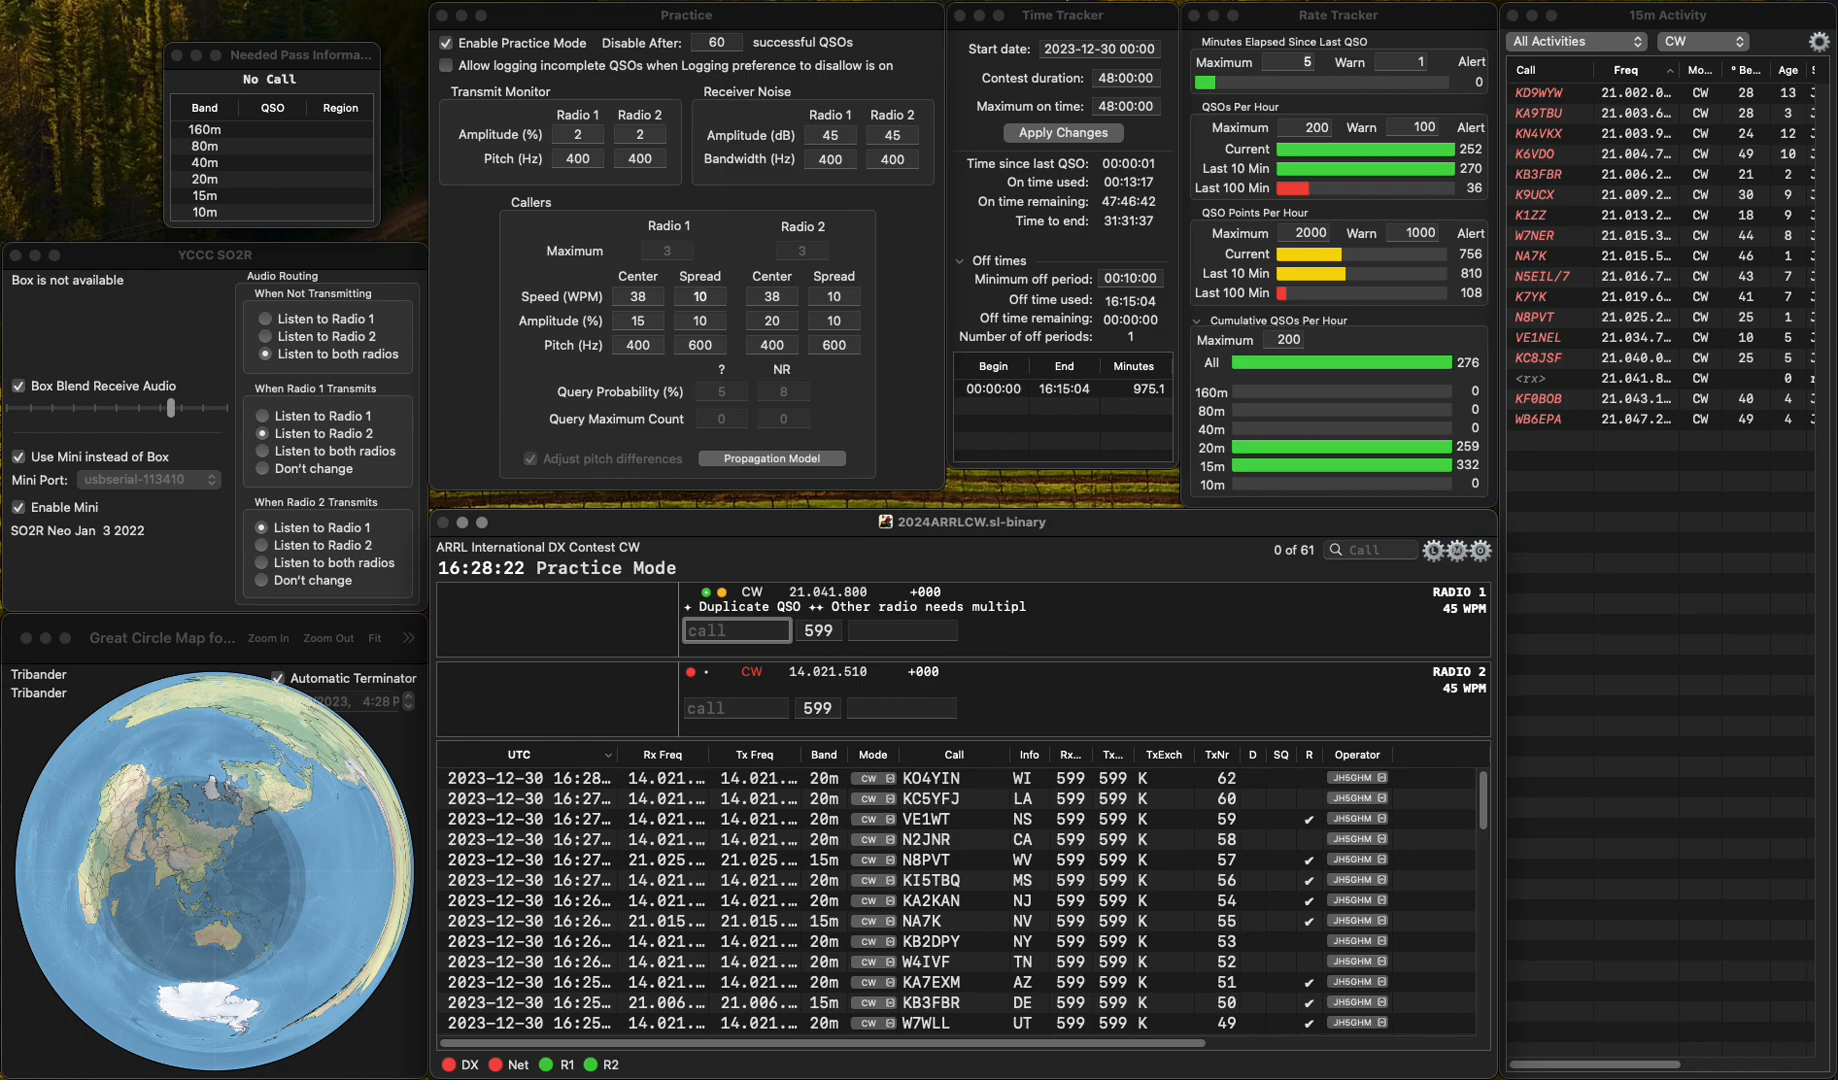 Needed Pass Informa...
No Call
Band QSO Region
160m
80m
40m
20m
15m
10m
YCCC SO2R
Box is not available
Box Blend Receive Audio
Use Mini instead of Box
Mini Port: usbserial-113410
Enable Mini
SO2R Neo Jan 3 2022
Audio Routing
When Not Transmitting
Listen to Radio 1
Listen to Radio 2
Listen to both radios
When Radio 1 Transmits
Listen to Radio 1
Listen to Radio 2
Listen to both radios
Don't change
When Radio 2 Transmits
Listen to Radio 1
Listen to Radio 2
Listen to both radios
Don't change
Great Circle Map fo... Zoom In Zoom Out Fit
Tribander
Tribander
Automatic Terminator
2023, 4:28 P
Practice
Enable Practice Mode Disable After: 60 successful QSOs
Allow logging incomplete QSOs when Logging preference to disallow is on
Transmit Monitor
Radio 1 Radio 2
Amplitude (%) 2 2
Pitch (Hz) 400 400
Receiver Noise
Radio 1 Radio 2
Amplitude (dB) 45 45
Bandwidth (Hz) 400 400
Callers
Radio 1 Radio 2
Maximum 3 3
Center Spread Center Spread
Speed (WPM) 38 10 38 10
Amplitude (%) 15 10 20 10
Pitch (Hz) 400 600 400 600
? NR
Query Probability (%) 5 8
Query Maximum Count 0 0
Adjust pitch differences Propagation Model
Time Tracker
Start date: 2023-12-30 00:00
Contest duration: 48:00:00
Maximum on time: 48:00:00
Apply Changes
Time since last QSO: 00:00:01
On time used: 00:13:17
On time remaining: 47:46:42
Time to end: 31:31:37
Off times
Minimum off period: 00:10:00
Off time used: 16:15:04
Off time remaining: 00:00:00
Number of off periods: 1
Begin End Minutes
00:00:00 16:15:04 975.1
Rate Tracker
Minutes Elapsed Since Last QSO
Maximum 5 Warn 1 Alert
0
QSOs Per Hour
Maximum 200 Warn 100 Alert
Current 252
Last 10 Min 270
Last 100 Min 36
QSO Points Per Hour
Maximum 2000 Warn 1000 Alert
Current 756
Last 10 Min 810
Last 100 Min 108
Cumulative QSOs Per Hour
Maximum 200
All 276
160m 0
80m 0
40m 0
20m 259
15m 332
10m 0
15m Activity
All Activities CW
Call Freq Mo... ° Be... Age
KD9WYW 21.002.0... CW 28 13
KA9TBU 21.003.6... CW 28 3
KN4VKX 21.003.9... CW 24 12
K6VDO 21.004.7... CW 49 10
KB3FBR 21.006.2... CW 21 2
K9UCX 21.009.2... CW 30 9
K1ZZ 21.013.2... CW 18 9
W7NER 21.015.3... CW 44 8
NA7K 21.015.5... CW 46 1
N5EIL/7 21.016.7... CW 43 7
K7YK 21.019.6... CW 41 7
N8PVT 21.025.2... CW 25 1
VE1NEL 21.034.7... CW 10 5
KC8JSF 21.040.0... CW 25 5
<rx> 21.041.8... CW 0
KF0BOB 21.043.1... CW 40 4
WB6EPA 21.047.2... CW 49 4
2024ARRLCW.sl-binary
ARRL International DX Contest CW
0 of 61 Call L M O
16:28:22 Practice Mode
CW 21.041.800 +000 RADIO 1
✦ Duplicate QSO ✦✦ Other radio needs multipl 45 WPM
call 599
CW 14.021.510 +000 RADIO 2
45 WPM
call 599
UTC Rx Freq Tx Freq Band Mode Call Info Rx... Tx... TxExch TxNr D SQ R Operator
2023-12-30 16:28... 14.021.... 14.021.... 20m CW KO4YIN WI 599 599 K 62 JH5GHM
2023-12-30 16:27... 14.021.... 14.021.... 20m CW KC5YFJ LA 599 599 K 60 JH5GHM
2023-12-30 16:27... 14.021.... 14.021.... 20m CW VE1WT NS 599 599 K 59 ✔ JH5GHM
2023-12-30 16:27... 14.021.... 14.021.... 20m CW N2JNR CA 599 599 K 58 JH5GHM
2023-12-30 16:27... 21.025.... 21.025.... 15m CW N8PVT WV 599 599 K 57 ✔ JH5GHM
2023-12-30 16:26... 14.021.... 14.021.... 20m CW KI5TBQ MS 599 599 K 56 ✔ JH5GHM
2023-12-30 16:26... 14.021.... 14.021.... 20m CW KA2KAN NJ 599 599 K 54 ✔ JH5GHM
2023-12-30 16:26... 21.015.... 21.015.... 15m CW NA7K NV 599 599 K 55 ✔ JH5GHM
2023-12-30 16:26... 14.021.... 14.021.... 20m CW KB2DPY NY 599 599 K 53 JH5GHM
2023-12-30 16:26... 14.021.... 14.021.... 20m CW W4IVF TN 599 599 K 52 JH5GHM
2023-12-30 16:25... 14.021.... 14.021.... 20m CW KA7EXM AZ 599 599 K 51 ✔ JH5GHM
2023-12-30 16:25... 21.006.... 21.006.... 15m CW KB3FBR DE 599 599 K 50 ✔ JH5GHM
2023-12-30 16:25... 14.021.... 14.021.... 20m CW W7WLL UT 599 599 K 49 ✔ JH5GHM
DX Net R1 R2